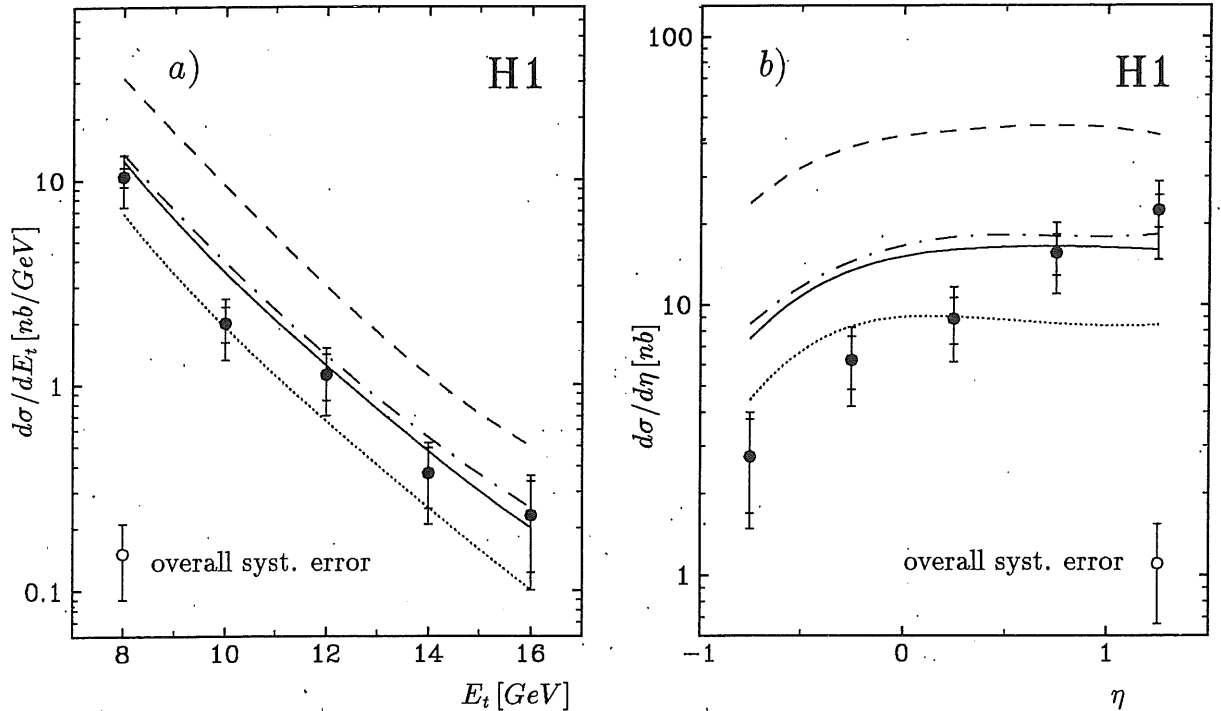 a)
H1
dσ/dE_t [nb/GeV]
10
1
0.1
overall syst. error
8
10
12
14
16
E_t [GeV]
b)
H1
dσ/dη [nb]
100
10
1
overall syst. error
−1
0
1
η